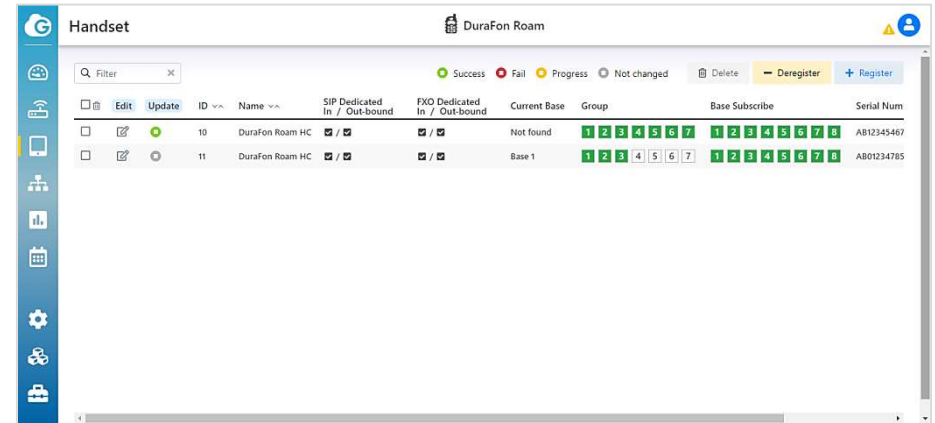 Handset
DuraFon Roam
Filter
Success Fail Progress Not changed Delete Deregister + Register
Edit Update ID Name SIP Dedicated In / Out-bound FXO Dedicated In / Out-bound Current Base Group Base Subscribe Serial Num
10 DuraFon Roam HC / / Not found 1 2 3 4 5 6 7 1 2 3 4 5 6 7 8 AB12345467
11 DuraFon Roam HC / / Base 1 1 2 3 4 5 6 7 1 2 3 4 5 6 7 8 AB01234785